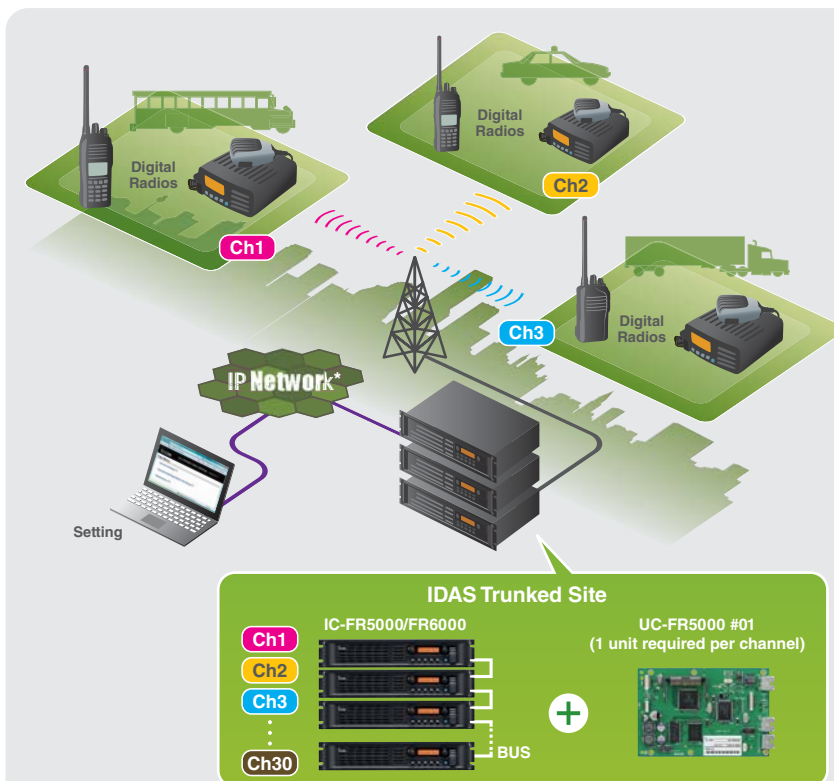 Digital
Radios
Ch1
Digital
Radios
Ch2
Digital
Radios
Ch3
IP Network*
Setting
IDAS Trunked Site
IC-FR5000/FR6000
UC-FR5000 #01
(1 unit required per channel)
Ch1
Ch2
Ch3
Ch30
BUS